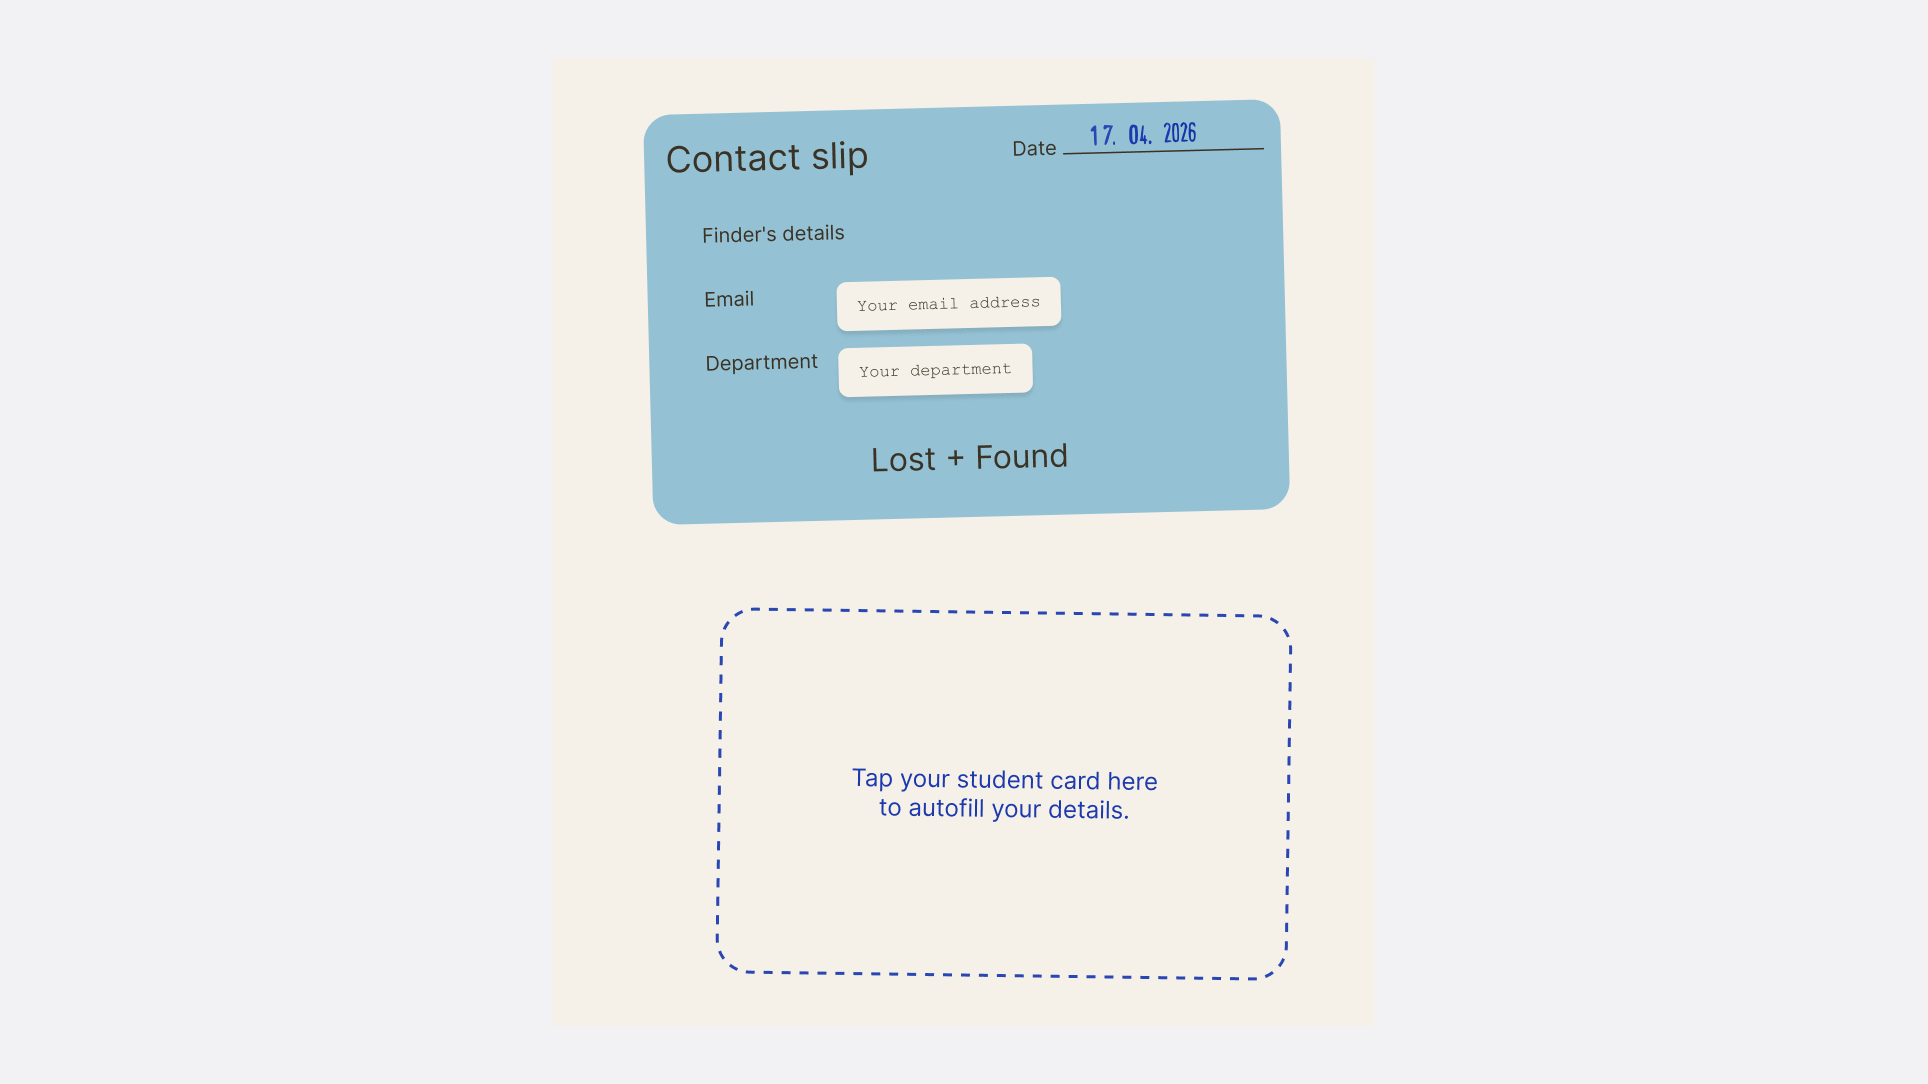 Contact slip
Date 17. 04. 2026
Finder's details
Email Your email address
Department Your department
Lost + Found
Tap your student card here
to autofill your details.